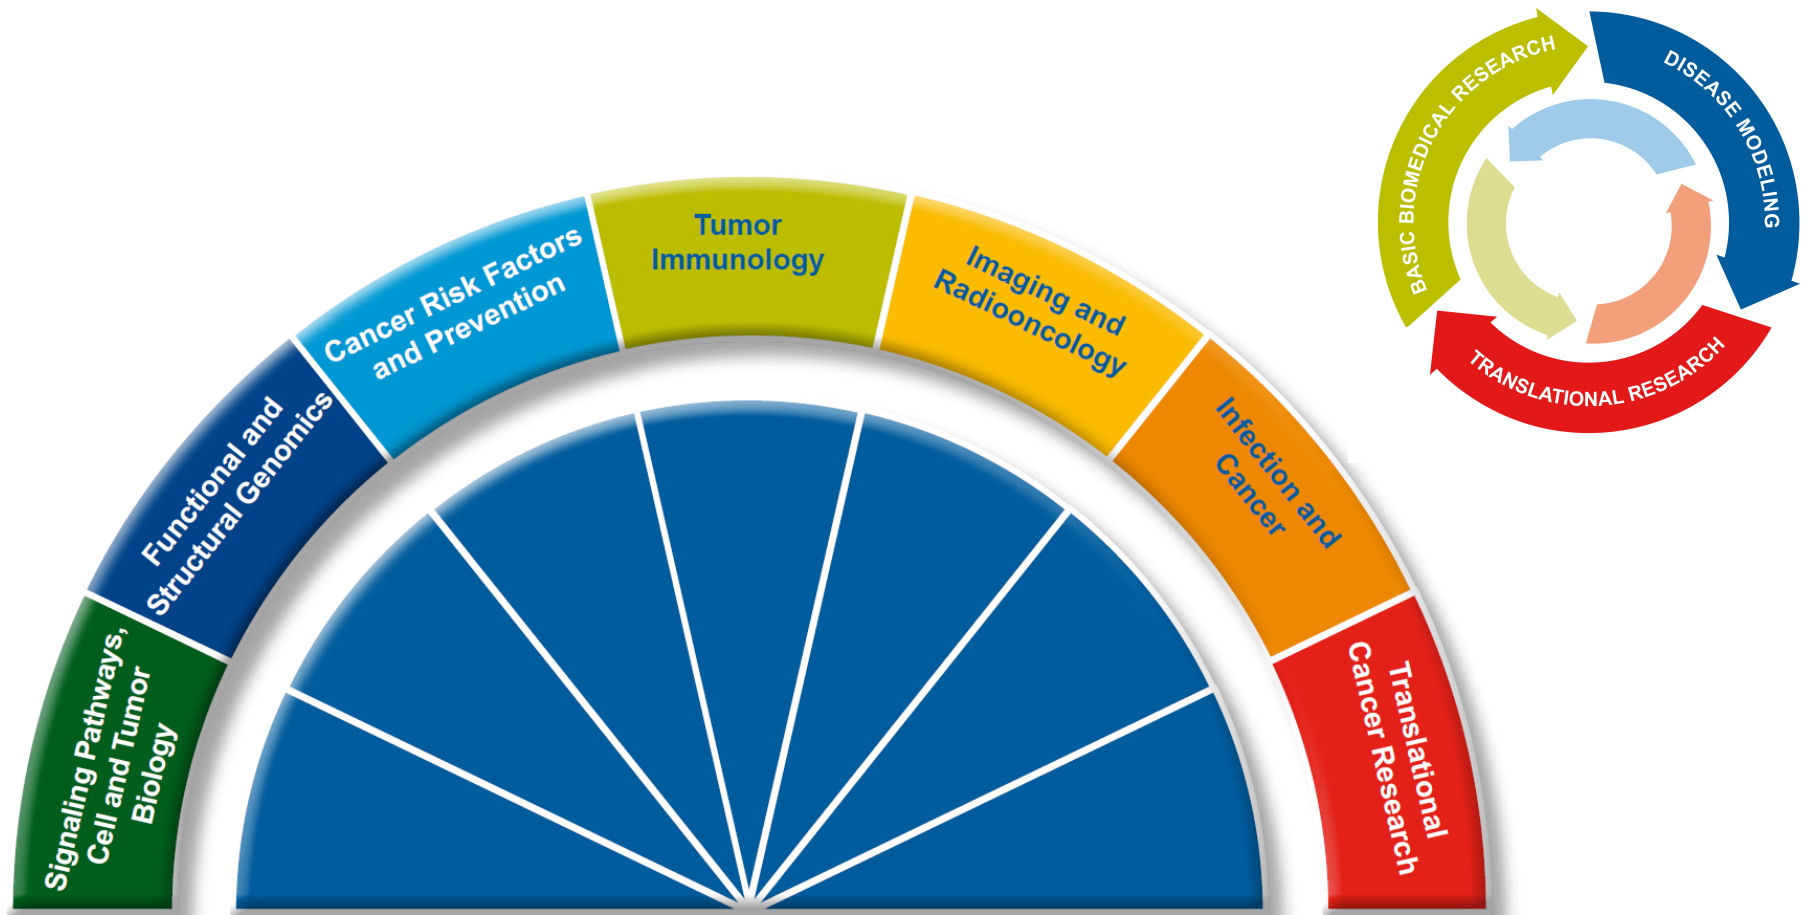 Signaling Pathways,
Cell and Tumor
Biology
Functional and
Structural Genomics
Cancer Risk Factors
and Prevention
Tumor
Immunology
Imaging and
Radiooncology
Infection and
Cancer
Translational
Cancer Research
BASIC BIOMEDICAL RESEARCH
DISEASE MODELING
TRANSLATIONAL RESEARCH